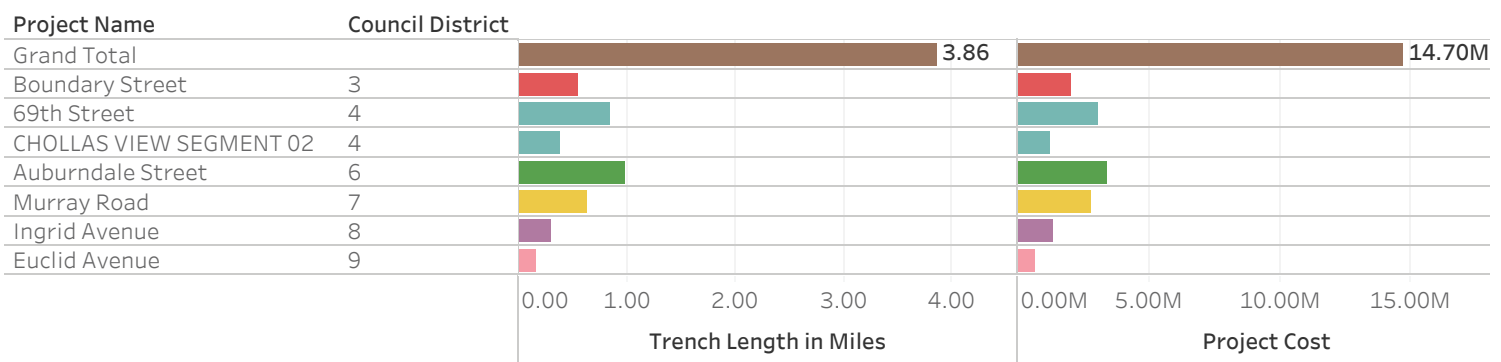 Project Name Council District
Grand Total 3.86 14.70M
Boundary Street 3
69th Street 4
CHOLLAS VIEW SEGMENT 02 4
Auburndale Street 6
Murray Road 7
Ingrid Avenue 8
Euclid Avenue 9
0.00 1.00 2.00 3.00 4.00 0.00M 5.00M 10.00M 15.00M
Trench Length in Miles Project Cost